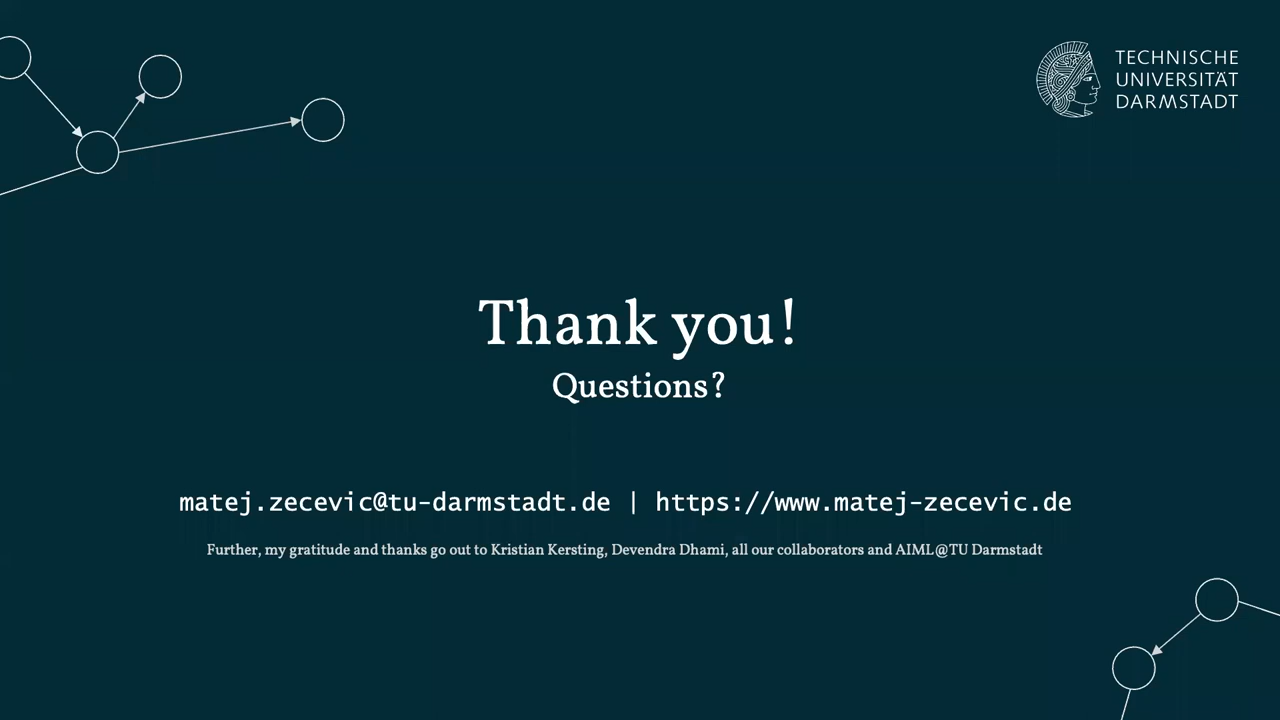 TECHNISCHE
UNIVERSITÄT
DARMSTADT
Thank you!
Questions?
matej.zecevic@tu-darmstadt.de | https://www.matej-zecevic.de
Further, my gratitude and thanks go out to Kristian Kersting, Devendra Dhami, all our collaborators and AIML@TU Darmstadt